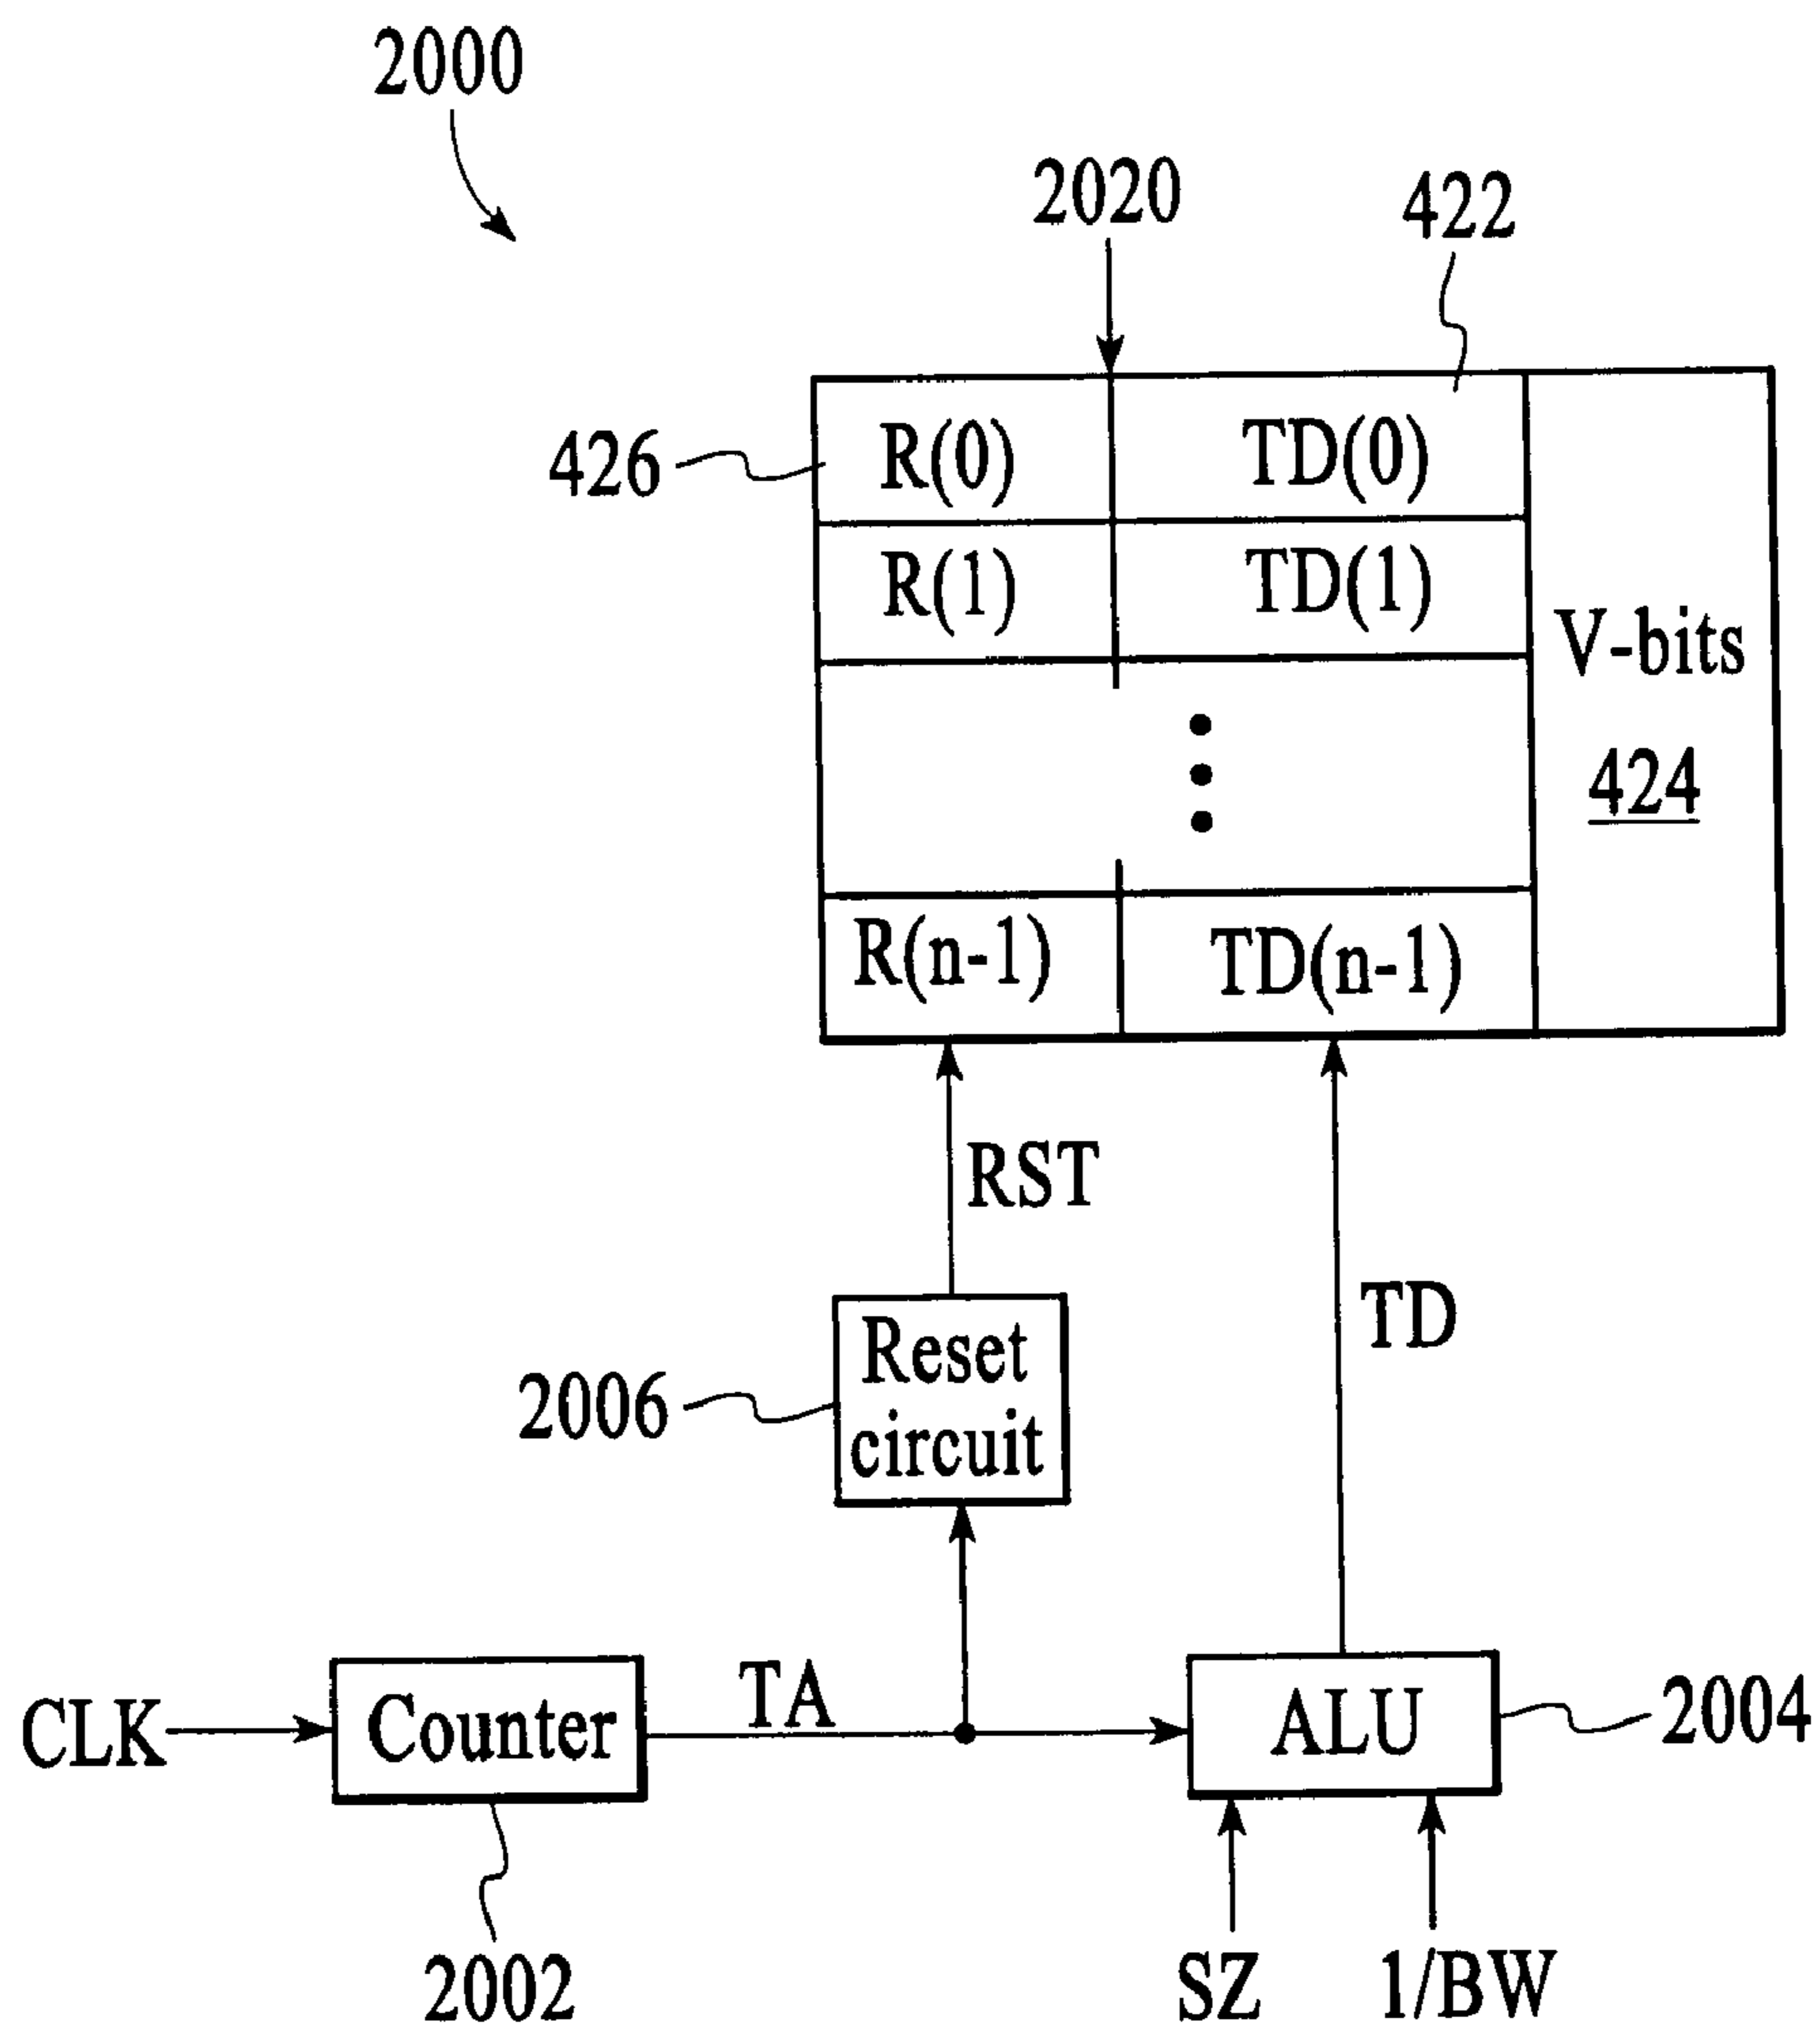 2000
2020
422
426
R(0)
TD(0)
R(1)
TD(1)
V-bits
424
R(n-1)
TD(n-1)
RST
TD
2006
Reset
circuit
CLK
Counter
TA
ALU
2004
2002
SZ
1/BW